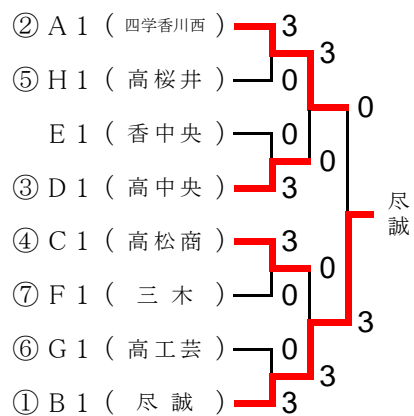 ② A 1 ( 四学香川西 ) 3
3
⑤ H 1 ( 高桜井 ) 0
0
E 1 ( 香中央 ) 0
0
③ D 1 ( 高中央 ) 3
尽誠
④ C 1 ( 高松商 ) 3
0
⑦ F 1 ( 三木 ) 0
3
⑥ G 1 ( 高工芸 ) 0
3
① B 1 ( 尽誠 ) 3